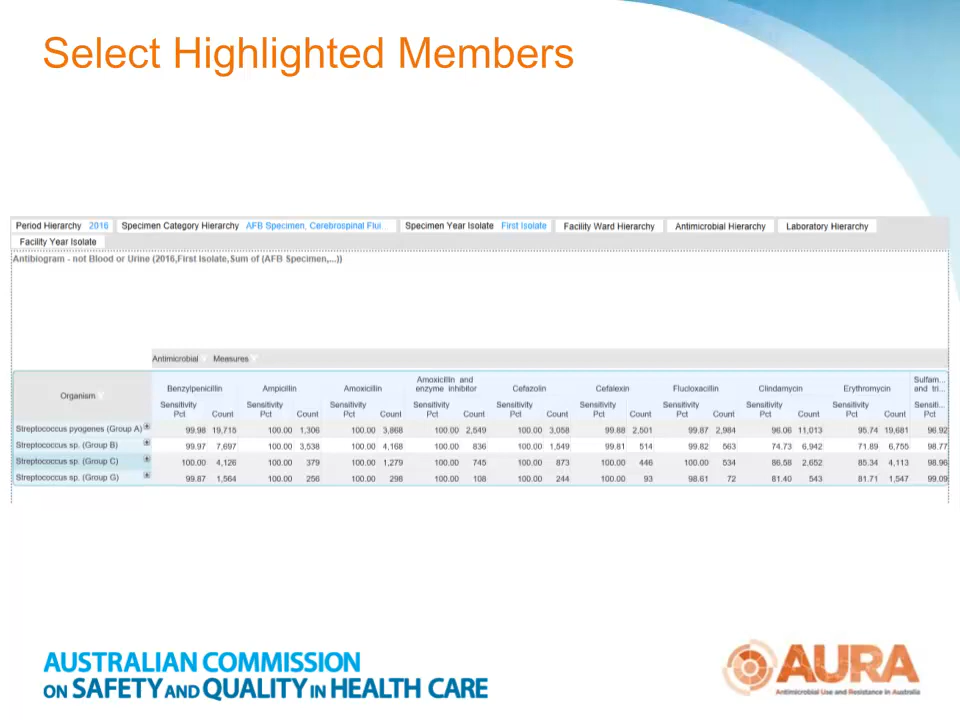 Select Highlighted Members
Period Hierarchy 2016 Specimen Category Hierarchy AFB Specimen, Cerebrospinal Flui... Specimen Year Isolate First Isolate Facility Ward Hierarchy Antimicrobial Hierarchy Laboratory Hierarchy
Facility Year Isolate
Antibiogram - not Blood or Urine (2016,First Isolate,Sum of (AFB Specimen,...))
Antimicrobial Measures
Organism Benzylpenicillin Ampicillin Amoxicillin Amoxicillin and enzyme inhibitor Cefazolin Cefalexin Flucloxacillin Clindamycin Erythromycin Sulfam... and tri...
Sensitivity Pct Count Sensitivity Pct Count Sensitivity Pct Count Sensitivity Pct Count Sensitivity Pct Count Sensitivity Pct Count Sensitivity Pct Count Sensitivity Pct Count Sensitivity Pct Count Sensiti... Pct
Streptococcus pyogenes (Group A) 99.98 19,715 100.00 1,306 100.00 3,868 100.00 2,549 100.00 3,058 99.88 2,501 99.87 2,984 96.06 11,013 95.74 19,681 96.92
Streptococcus sp. (Group B) 99.97 7,697 100.00 3,538 100.00 4,168 100.00 836 100.00 1,549 99.81 514 99.82 563 74.73 6,942 71.89 6,755 98.77
Streptococcus sp. (Group C) 100.00 4,126 100.00 379 100.00 1,279 100.00 745 100.00 873 100.00 446 100.00 534 86.58 2,652 85.34 4,113 98.96
Streptococcus sp. (Group G) 99.87 1,564 100.00 256 100.00 298 100.00 108 100.00 244 100.00 93 98.61 72 81.40 543 81.71 1,547 99.09
AUSTRALIAN COMMISSION
ON SAFETY AND QUALITY IN HEALTH CARE
AURA
Antimicrobial Use and Resistance in Australia